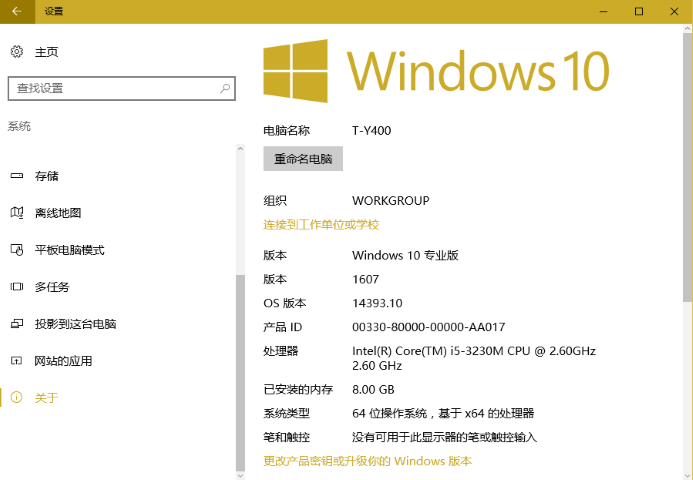 设置
主页
查找设置
系统
存储
离线地图
平板电脑模式
多任务
投影到这台电脑
网站的应用
关于
Windows 10
电脑名称 T-Y400
重命名电脑
组织 WORKGROUP
连接到工作单位或学校
版本 Windows 10 专业版
版本 1607
OS 版本 14393.10
产品 ID 00330-80000-00000-AA017
处理器 Intel(R) Core(TM) i5-3230M CPU @ 2.60GHz
2.60 GHz
已安装的内存 8.00 GB
系统类型 64 位操作系统，基于 x64 的处理器
笔和触控 没有可用于此显示器的笔或触控输入
更改产品密钥或升级你的 Windows 版本